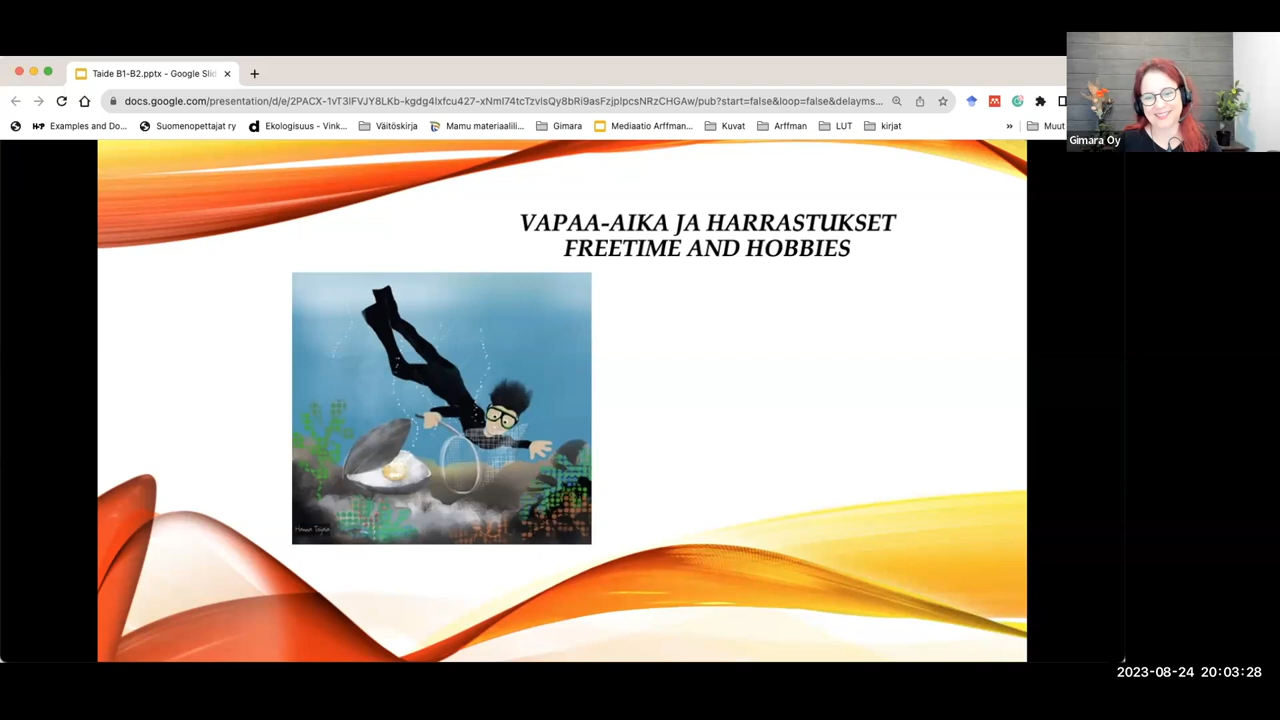 Taide B1-B2.pptx - Google Slid
docs.google.com/presentation/d/e/2PACX-1vT3lFVJY8LKb-kgdg4lxfcu427-xNmI74tcTzvlsQy8bRi9asFzjplpcsNRzCHGAw/pub?start=false&loop=false&delayms...
Examples and Do...
Suomenopettajat ry
Ekologisuus - Vink...
Väitöskirja
Mamu materiaalili...
Gimara
Mediaatio Arffman...
Kuvat
Arffman
LUT
kirjat
»
Muut
Gimara Oy
VAPAA-AIKA JA HARRASTUKSET
FREETIME AND HOBBIES
2023-08-24 20:03:28